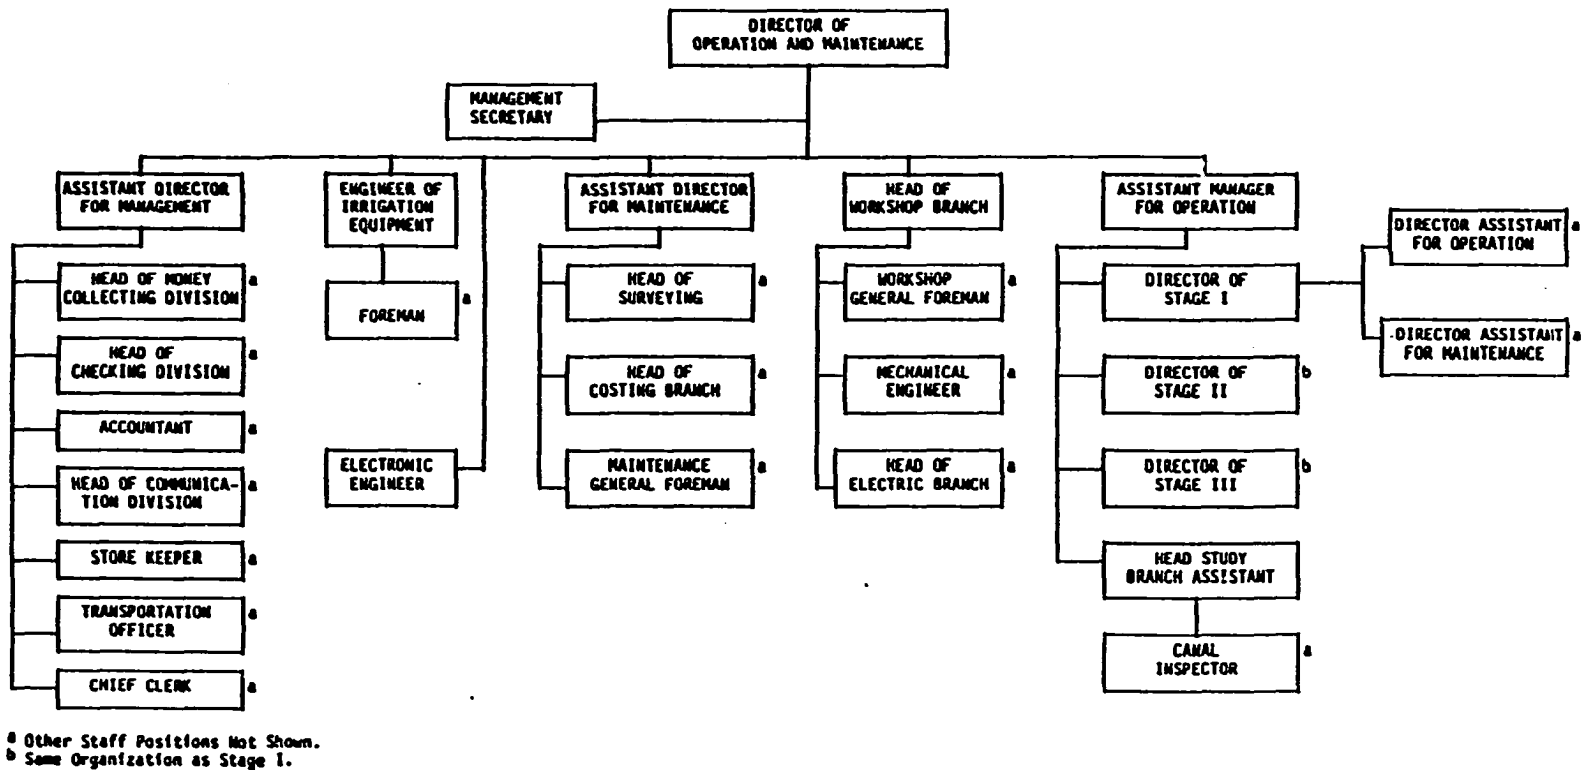 DIRECTOR OF
OPERATION AND MAINTENANCE
MANAGEMENT
SECRETARY
ASSISTANT DIRECTOR
FOR MANAGEMENT
HEAD OF MONEY
COLLECTING DIVISION a
HEAD OF
CHECKING DIVISION a
ACCOUNTANT a
HEAD OF COMMUNICA-
TION DIVISION a
STORE KEEPER a
TRANSPORTATION
OFFICER a
CHIEF CLERK a
ENGINEER OF
IRRIGATION
EQUIPMENT
FOREMAN a
ELECTRONIC
ENGINEER
ASSISTANT DIRECTOR
FOR MAINTENANCE
HEAD OF
SURVEYING a
HEAD OF
COSTING BRANCH a
MAINTENANCE
GENERAL FOREMAN a
HEAD OF
WORKSHOP BRANCH
WORKSHOP
GENERAL FOREMAN a
MECHANICAL
ENGINEER a
HEAD OF
ELECTRIC BRANCH a
ASSISTANT MANAGER
FOR OPERATION
DIRECTOR OF
STAGE I
DIRECTOR OF
STAGE II b
DIRECTOR OF
STAGE III b
HEAD STUDY
BRANCH ASSISTANT
CANAL
INSPECTOR a
DIRECTOR ASSISTANT a
FOR OPERATION
DIRECTOR ASSISTANT a
FOR MAINTENANCE
a Other Staff Positions Not Shown.
b Same Organization as Stage I.